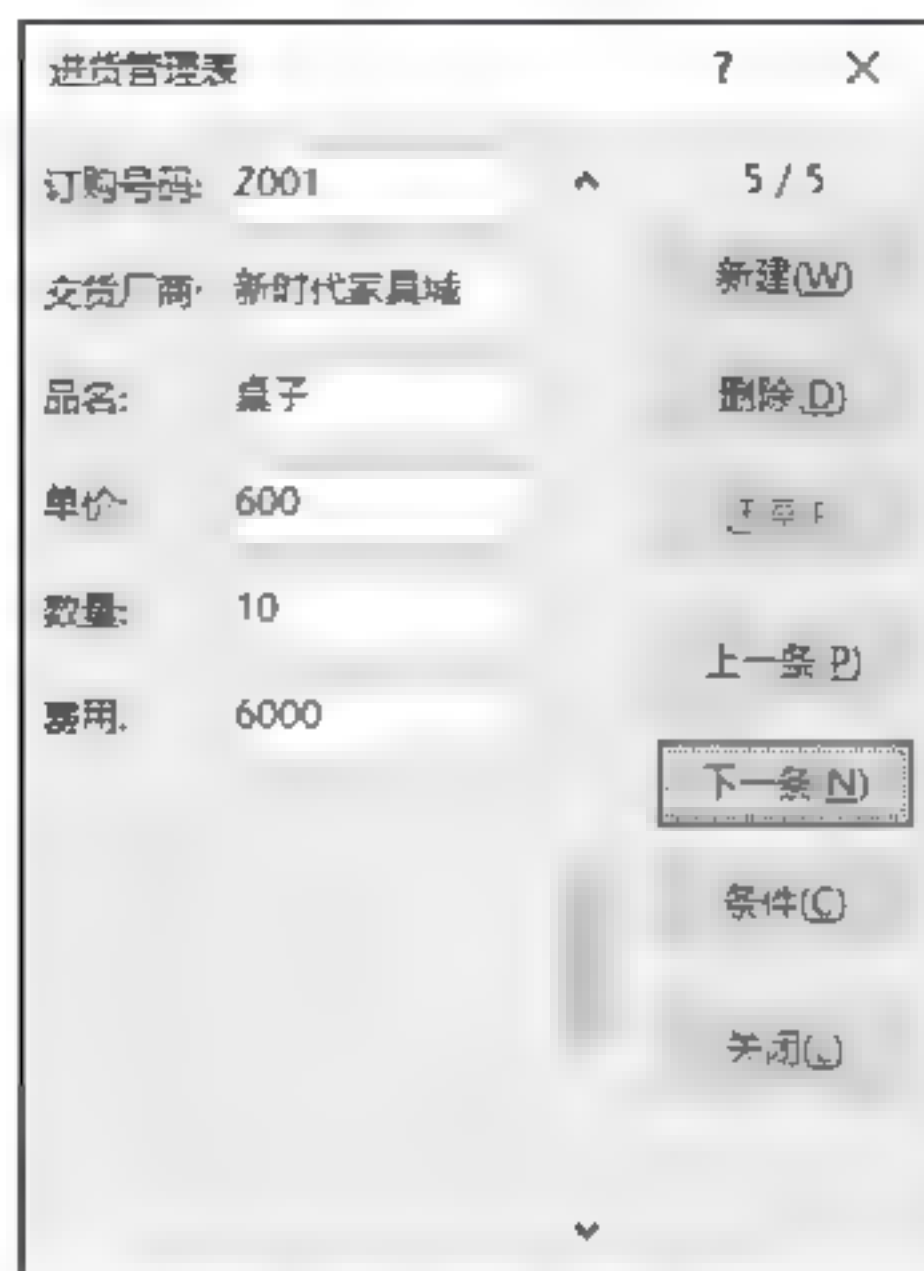 进货管理表 ? ×
订购号码: Z001
交货厂商: 新时代家具城
品名: 桌子
单价: 600
数量: 10
费用: 6000
5 / 5
新建(W)
删除(D)
上一条(P)
下一条(N)
条件(C)
关闭(L)